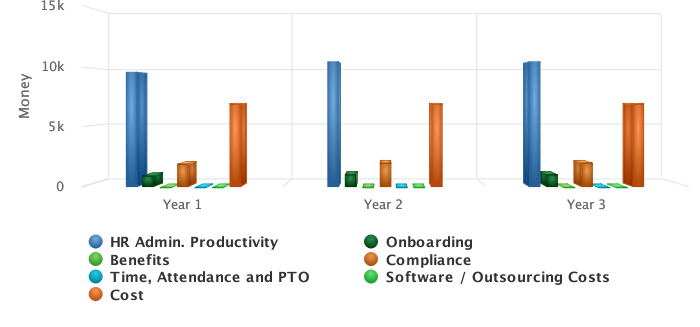 15k
10k
5k
0
Money
Year 1 Year 2 Year 3
HR Admin. Productivity Onboarding
Benefits Compliance
Time, Attendance and PTO Software / Outsourcing Costs
Cost